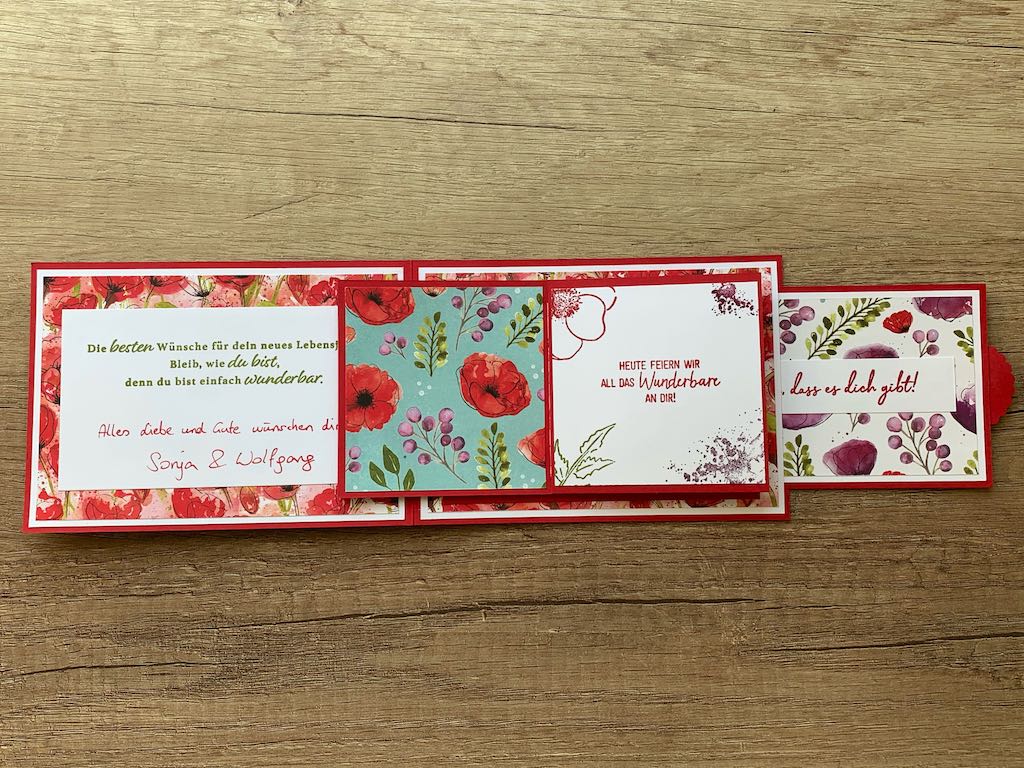 Die besten Wünsche für dein neues Lebens
Bleib, wie du bist,
denn du bist einfach wunderbar.
Alles Liebe und Gute wünschen dir
Sonja & Wolfgang
HEUTE FEIERN WIR
ALL DAS Wunderbare
AN DIR!
, dass es dich gibt!